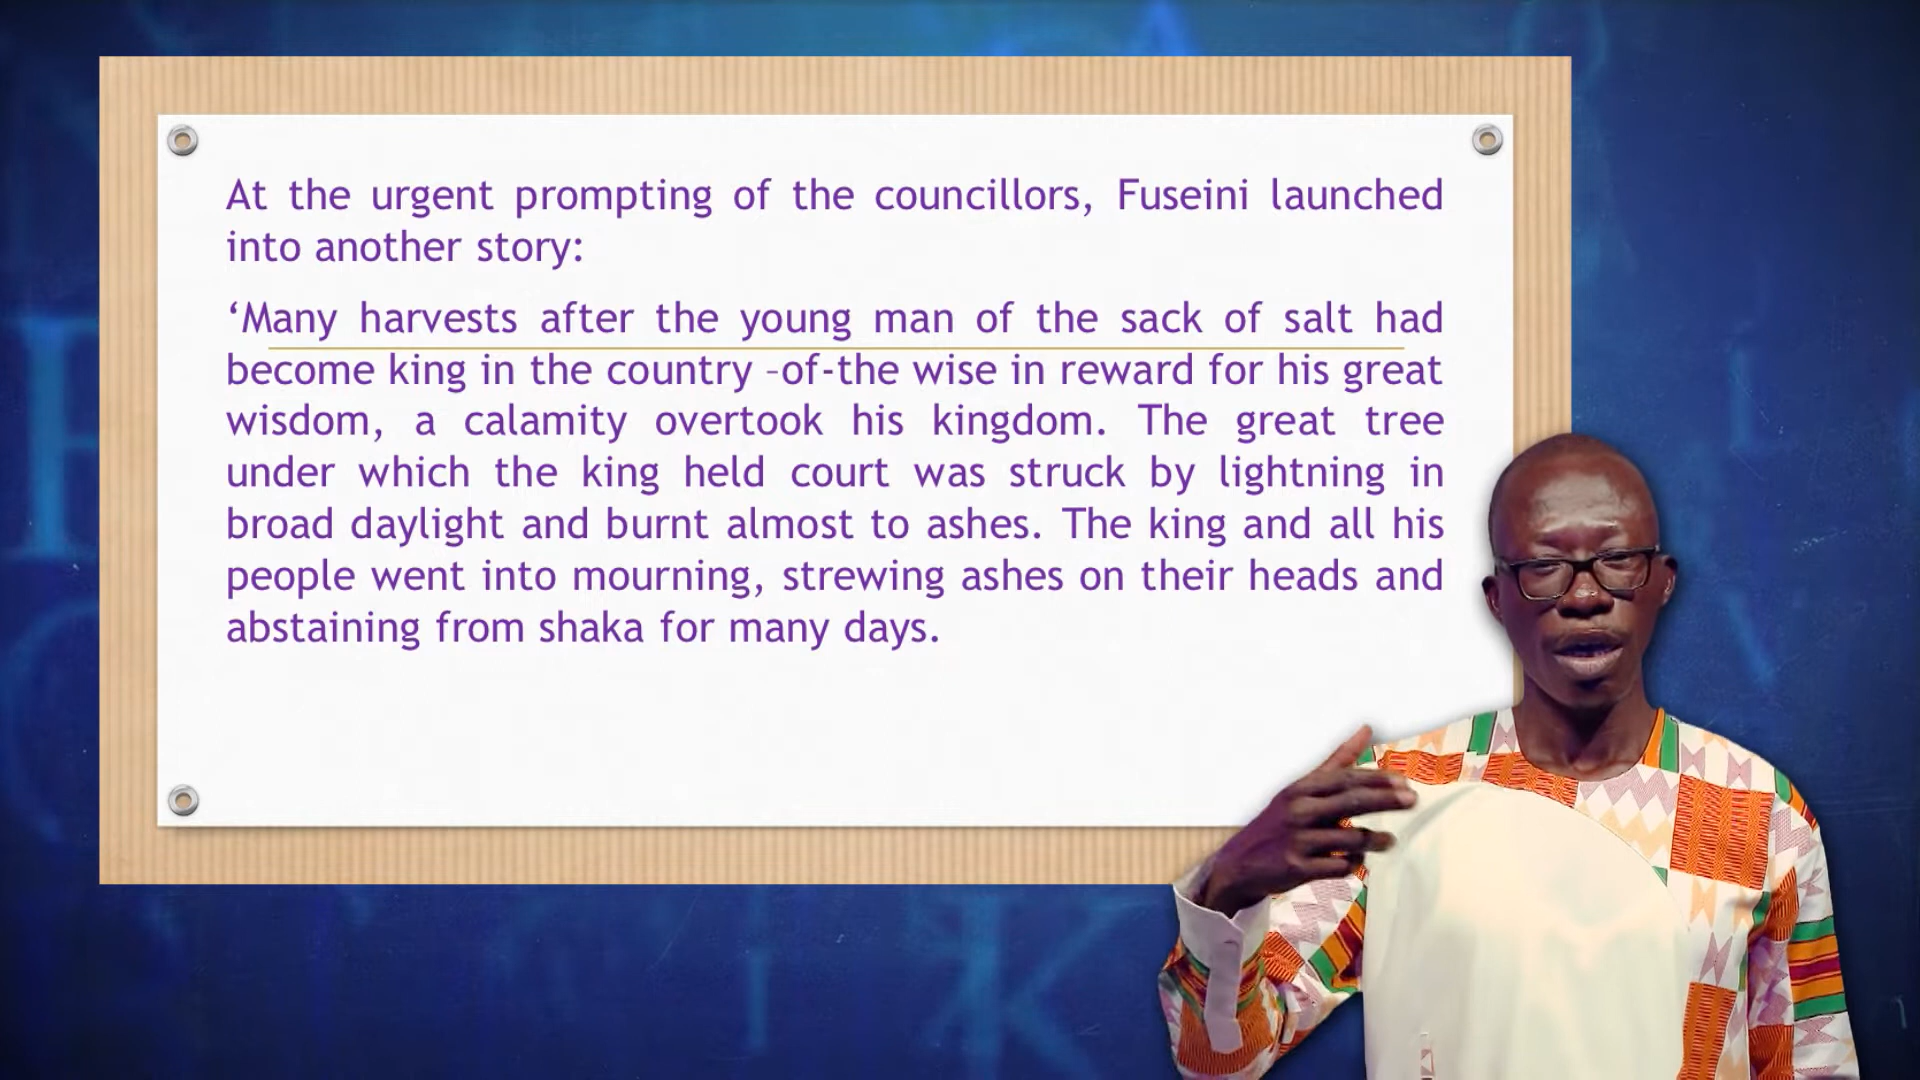 At the urgent prompting of the councillors, Fuseini launched
into another story:
‘Many harvests after the young man of the sack of salt had
become king in the country –of-the wise in reward for his great
wisdom, a calamity overtook his kingdom. The great tree
under which the king held court was struck by lightning in
broad daylight and burnt almost to ashes. The king and all his
people went into mourning, strewing ashes on their heads and
abstaining from shaka for many days.